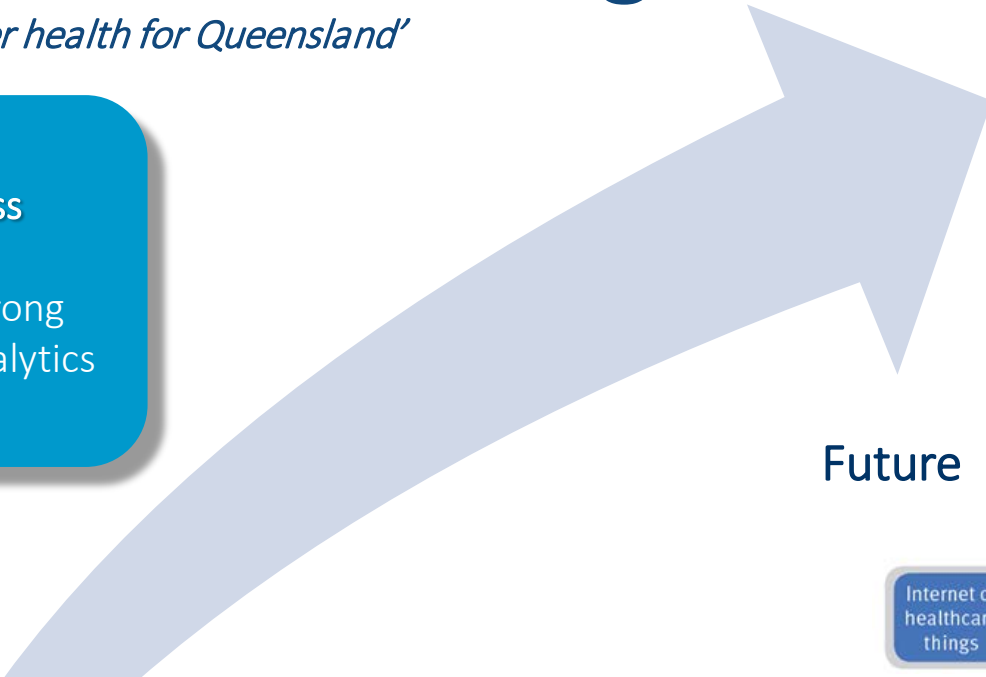 r health for Queensland’
ss
rong
alytics
Future
Internet
healthcar
things